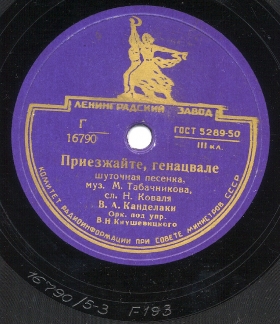 ЛЕНИНГРАДСКИЙ ЗАВОД
Г
16790
ГОСТ 5289-50
III кл.
Приезжайте, генацвале
шуточная песенка,
муз. М. Табачникова,
сл. Н. Коваля
В. А. Канделаки
Орк. под упр.
В. Н. Кнушевицкого
КОМИТЕТ РАДИОИНФОРМАЦИИ ПРИ СОВЕТЕ МИНИСТРОВ СССР
16790/5-3 F193